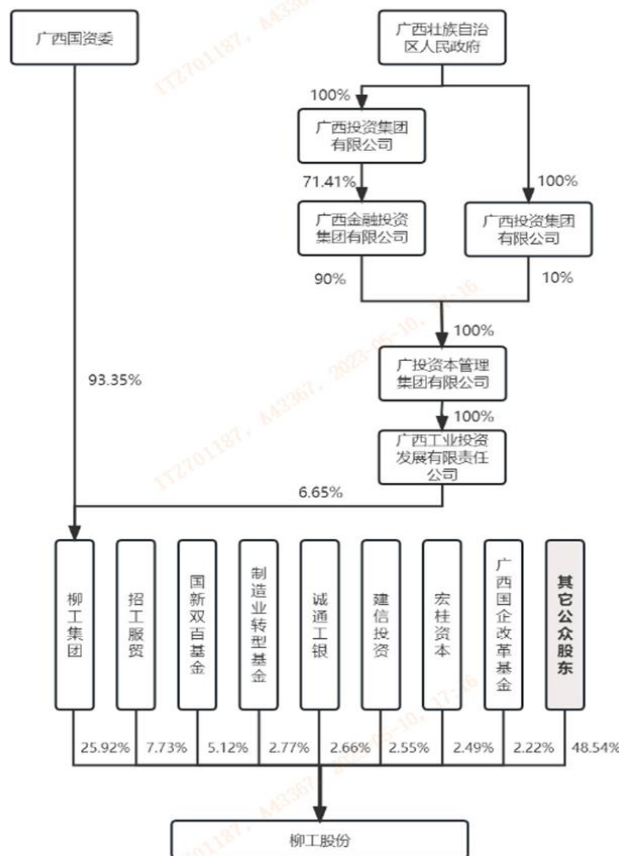 广西国资委
广西壮族自治
区人民政府
100%
广西投资集团
有限公司
71.41%
100%
广西金融投资
集团有限公司
广西投资集团
有限公司
90%
10%
100%
广投资本管理
集团有限公司
93.35%
100%
广西工业投资
发展有限责任
公司
6.65%
柳工集团
招工服贸
国新双百基金
制造业转型基金
诚通工银
建信投资
宏桂资本
广西国企改革基金
其它公众股东
25.92%
7.73%
5.12%
2.77%
2.66%
2.55%
2.49%
2.22%
48.54%
柳工股份